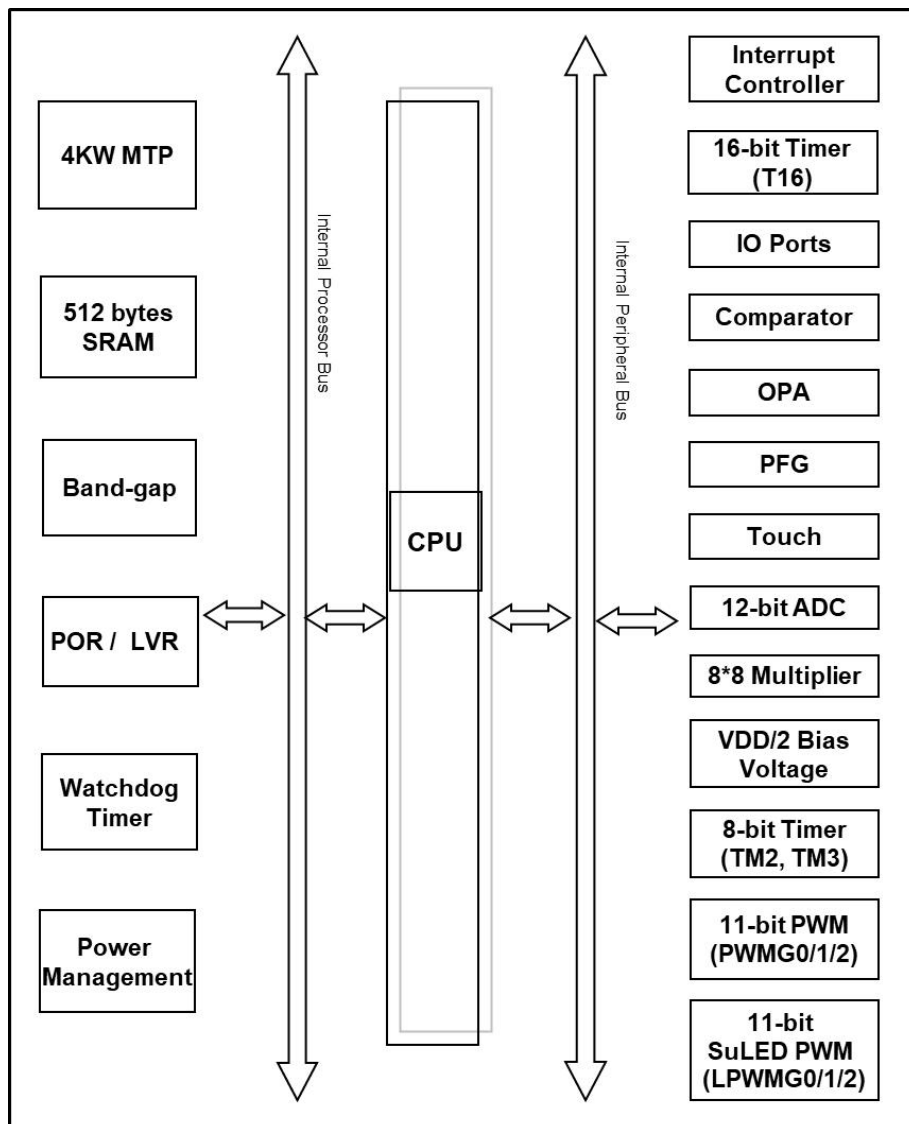 4KW MTP
512 bytes
SRAM
Band-gap
POR / LVR
Watchdog
Timer
Power
Management
Internal Processor Bus
CPU
Internal Peripheral Bus
Interrupt
Controller
16-bit Timer
(T16)
IO Ports
Comparator
OPA
PFG
Touch
12-bit ADC
8*8 Multiplier
VDD/2 Bias
Voltage
8-bit Timer
(TM2, TM3)
11-bit PWM
(PWMG0/1/2)
11-bit
SuLED PWM
(LPWMG0/1/2)